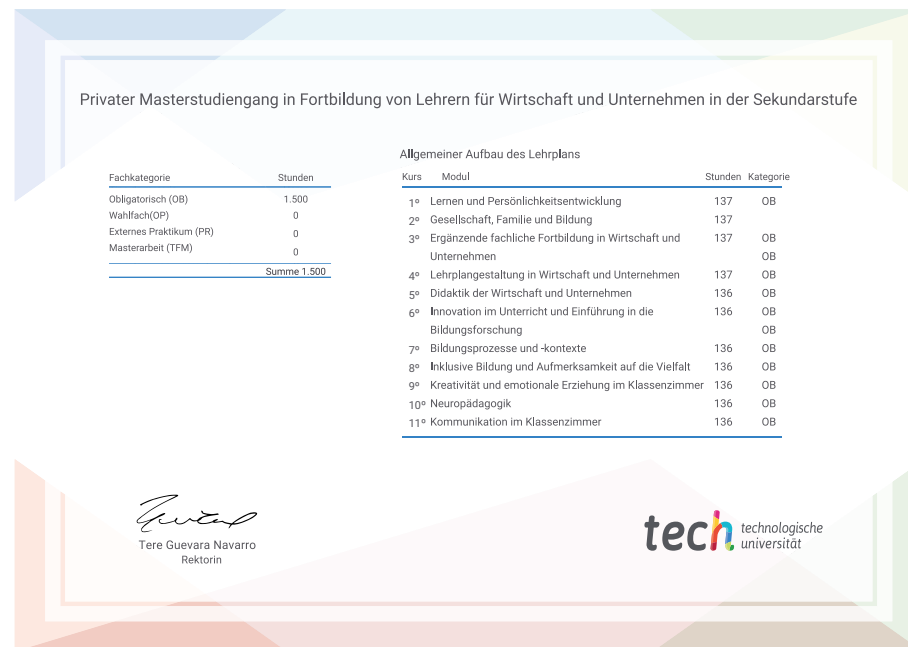 Privater Masterstudiengang in Fortbildung von Lehrern für Wirtschaft und Unternehmen in der Sekundarstufe
Fachkategorie Stunden
Obligatorisch (OB) 1.500
Wahlfach(OP) 0
Externes Praktikum (PR) 0
Masterarbeit (TFM) 0
Summe 1.500
Allgemeiner Aufbau des Lehrplans
Kurs Modul Stunden Kategorie
1º Lernen und Persönlichkeitsentwicklung 137 OB
2º Gesellschaft, Familie und Bildung 137
3º Ergänzende fachliche Fortbildung in Wirtschaft und 137 OB
Unternehmen OB
4º Lehrplangestaltung in Wirtschaft und Unternehmen 137 OB
5º Didaktik der Wirtschaft und Unternehmen 136 OB
6º Innovation im Unterricht und Einführung in die 136 OB
Bildungsforschung OB
7º Bildungsprozesse und -kontexte 136 OB
8º Inklusive Bildung und Aufmerksamkeit auf die Vielfalt 136 OB
9º Kreativität und emotionale Erziehung im Klassenzimmer 136 OB
10º Neuropädagogik 136 OB
11º Kommunikation im Klassenzimmer 136 OB
Tere Guevara Navarro
Rektorin
tech technologische
universität